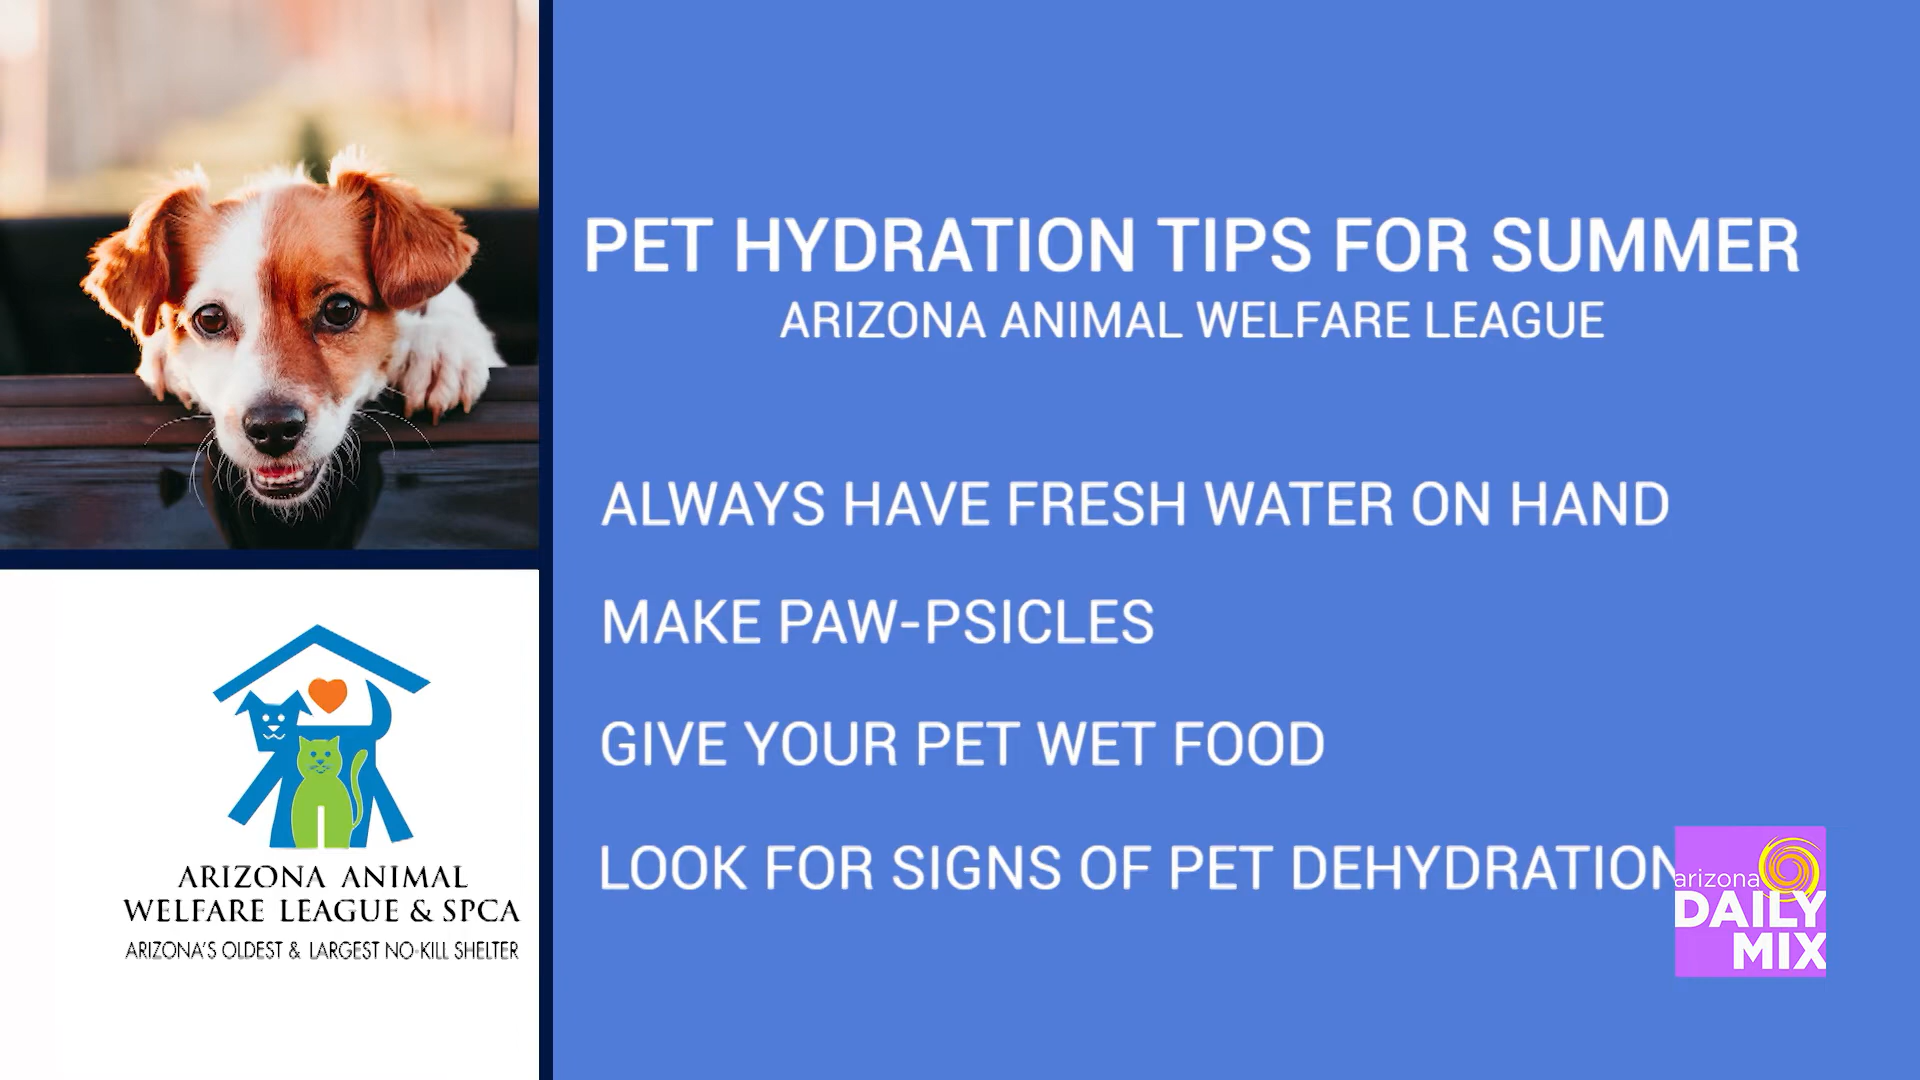 PET HYDRATION TIPS FOR SUMMER
ARIZONA ANIMAL WELFARE LEAGUE
ALWAYS HAVE FRESH WATER ON HAND
MAKE PAW-PSICLES
GIVE YOUR PET WET FOOD
LOOK FOR SIGNS OF PET DEHYDRATION
ARIZONA ANIMAL
WELFARE LEAGUE & SPCA
ARIZONA'S OLDEST & LARGEST NO-KILL SHELTER
arizona
DAILY
MIX